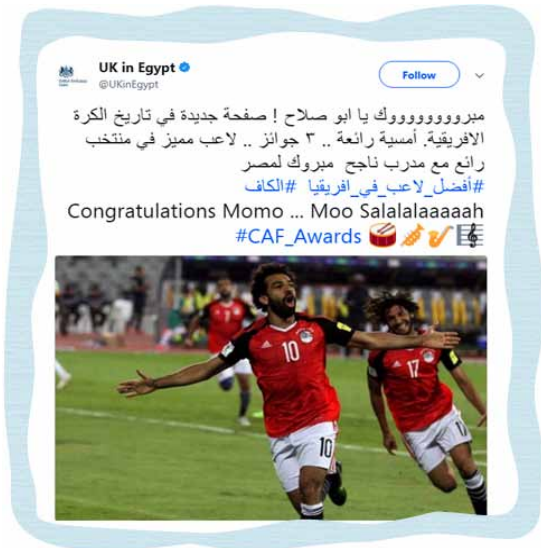 UK in Egypt
@UKinEgypt
Follow
مبرووووووووك يا ابو صلاح ! صفحة جديدة في تاريخ الكرة
الافريقية. أمسية رائعة .. ٣ جوائز .. لاعب مميز في منتخب
رائع مع مدرب ناجح مبروك لمصر
#أفضل_لاعب_في_افريقيا #الكاف
Congratulations Momo ... Moo Salalalaaaaah
#CAF_Awards
10
17
10
17